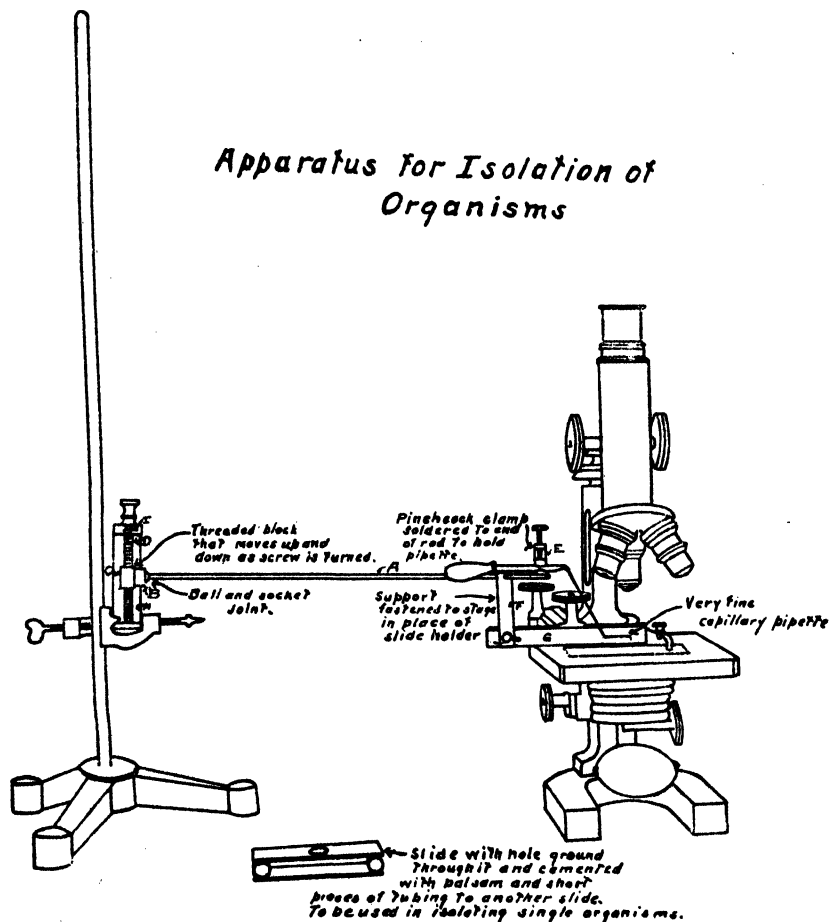 Apparatus for Isolation of
Organisms
I
D
C
Threaded block
that moves up and
down as screw is turned.
B
Ball and socket
Joint.
A
Pinchcock clamp
soldered to end
of rod to hold
pipette.
E
Support
fastened to stage
in place of
slide holder
F
G
Very fine
capillary pipette
Slide with hole ground
through it and cemented
with balsam and short
pieces of tubing to another slide.
To be used in isolating single organisms.